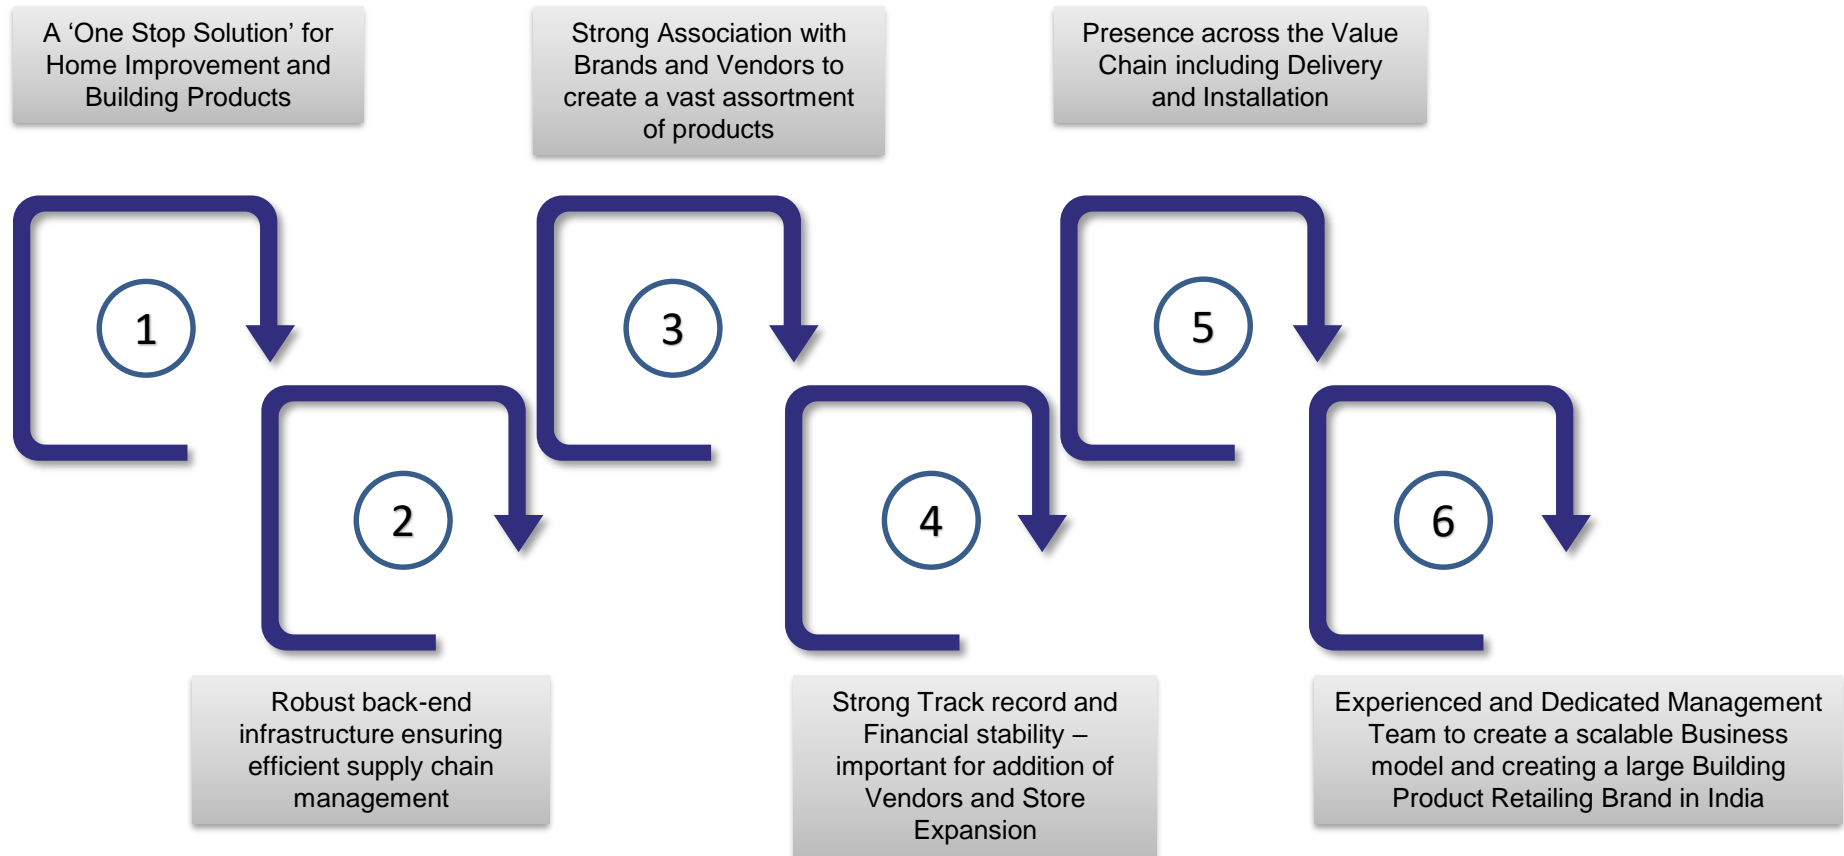 A ‘One Stop Solution’ for
Home Improvement and
Building Products
Strong Association with
Brands and Vendors to
create a vast assortment
of products
Presence across the Value
Chain including Delivery
and Installation
1
3
5
2
4
6
Robust back-end
infrastructure ensuring
efficient supply chain
management
Strong Track record and
Financial stability –
important for addition of
Vendors and Store
Expansion
Experienced and Dedicated Management
Team to create a scalable Business
model and creating a large Building
Product Retailing Brand in India